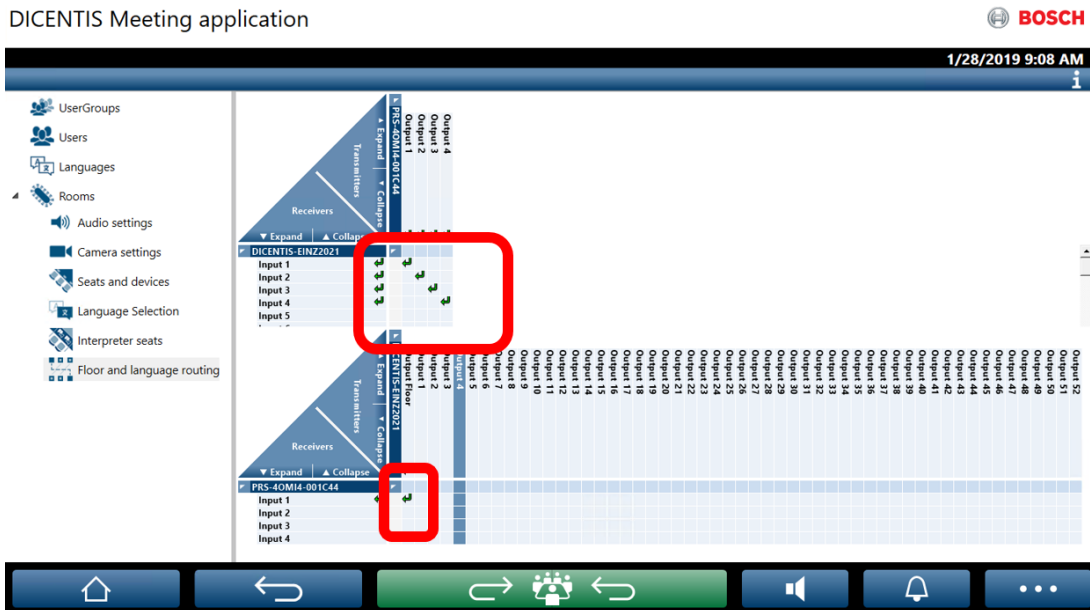 DICENTIS Meeting application
BOSCH
1/28/2019 9:08 AM
UserGroups
Users
Languages
Rooms
Audio settings
Camera settings
Seats and devices
Language Selection
Interpreter seats
Floor and language routing
Transmitters
Receivers
▲ Expand
▼ Collapse
▼ Expand
▲ Collapse
PRS-4OMI4-001C44
Output 1
Output 2
Output 3
Output 4
DICENTIS-EINZ2021
Input 1
Input 2
Input 3
Input 4
Input 5
Transmitters
Receivers
▲ Expand
▼ Collapse
▼ Expand
▲ Collapse
DICENTIS-EINZ2021
Output Floor
Output 1
Output 2
Output 3
Output 4
Output 5
Output 6
Output 7
Output 8
Output 9
Output 10
Output 11
Output 12
Output 13
Output 14
Output 15
Output 16
Output 17
Output 18
Output 19
Output 20
Output 21
Output 22
Output 23
Output 24
Output 25
Output 26
Output 27
Output 28
Output 29
Output 30
Output 31
Output 32
Output 33
Output 34
Output 35
Output 36
Output 37
Output 38
Output 39
Output 40
Output 41
Output 42
Output 43
Output 44
Output 45
Output 46
Output 47
Output 48
Output 49
Output 50
Output 51
Output 52
PRS-4OMI4-001C44
Input 1
Input 2
Input 3
Input 4